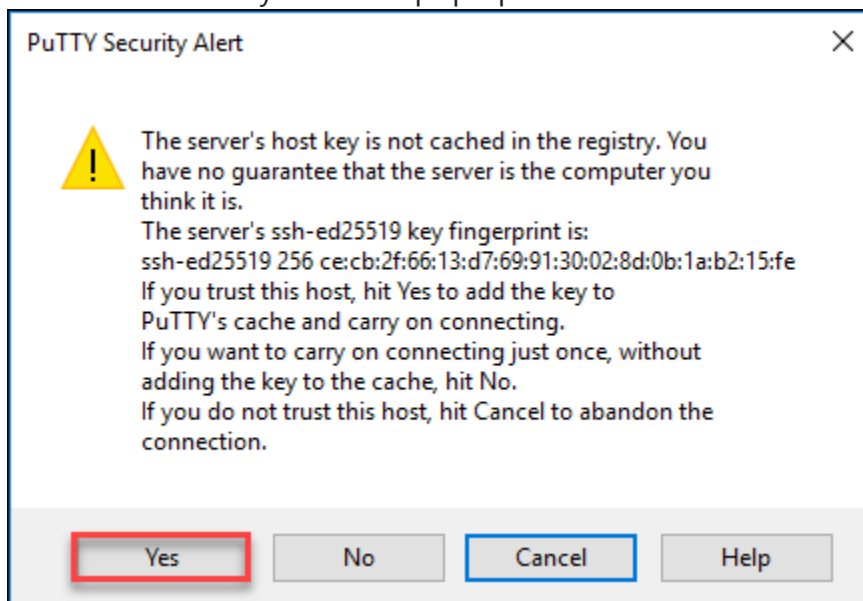 PuTTY Security Alert
The server's host key is not cached in the registry. You
have no guarantee that the server is the computer you
think it is.
The server's ssh-ed25519 key fingerprint is:
ssh-ed25519 256 ce:cb:2f:66:13:d7:69:91:30:02:8d:0b:1a:b2:15:fe
If you trust this host, hit Yes to add the key to
PuTTY's cache and carry on connecting.
If you want to carry on connecting just once, without
adding the key to the cache, hit No.
If you do not trust this host, hit Cancel to abandon the
connection.
Yes No Cancel Help